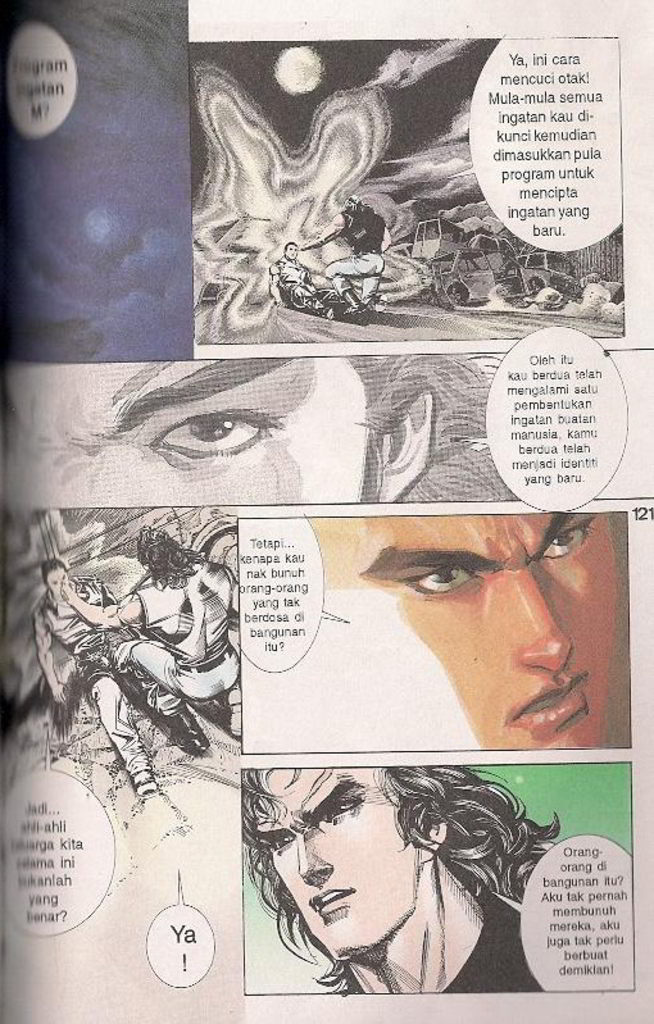 Program
ingatan
M?
Ya, ini cara
mencuci otak!
Mula-mula semua
ingatan kau di-
kunci kemudian
dimasukkan pula
program untuk
mencipta
ingatan yang
baru.
Oleh itu
kau berdua telah
mengalami satu
pembentukan
ingatan buatan
manusia, kamu
berdua telah
menjadi identiti
yang baru.
121
Jadi...
ahli-ahli
keluarga kita
selama ini
bukanlah
yang
benar?
Ya
!
Tetapi...
kenapa kau
nak bunuh
orang-orang
yang tak
berdosa di
bangunan
itu?
Orang-
orang di
bangunan itu?
Aku tak pernah
membunuh
mereka, aku
juga tak perlu
berbuat
demikian!